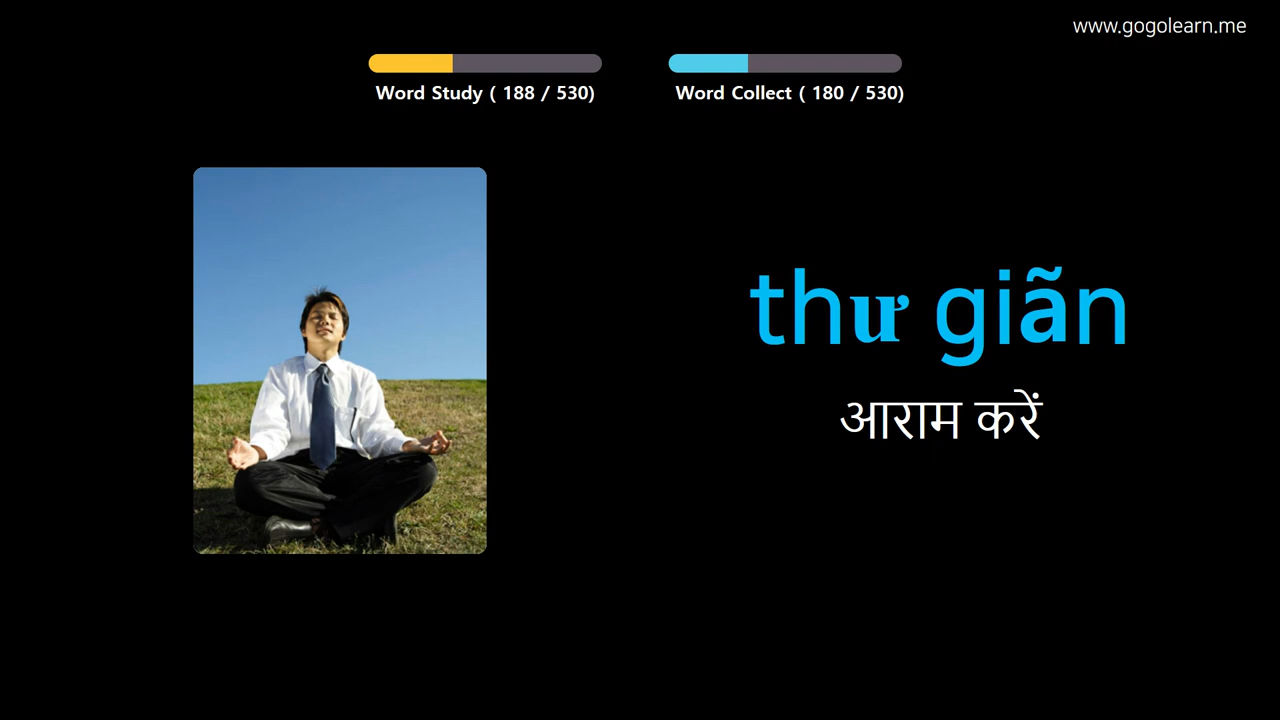 www.gogolearn.me
Word Study ( 188 / 530)
Word Collect ( 180 / 530)
thư giãn
आराम करें